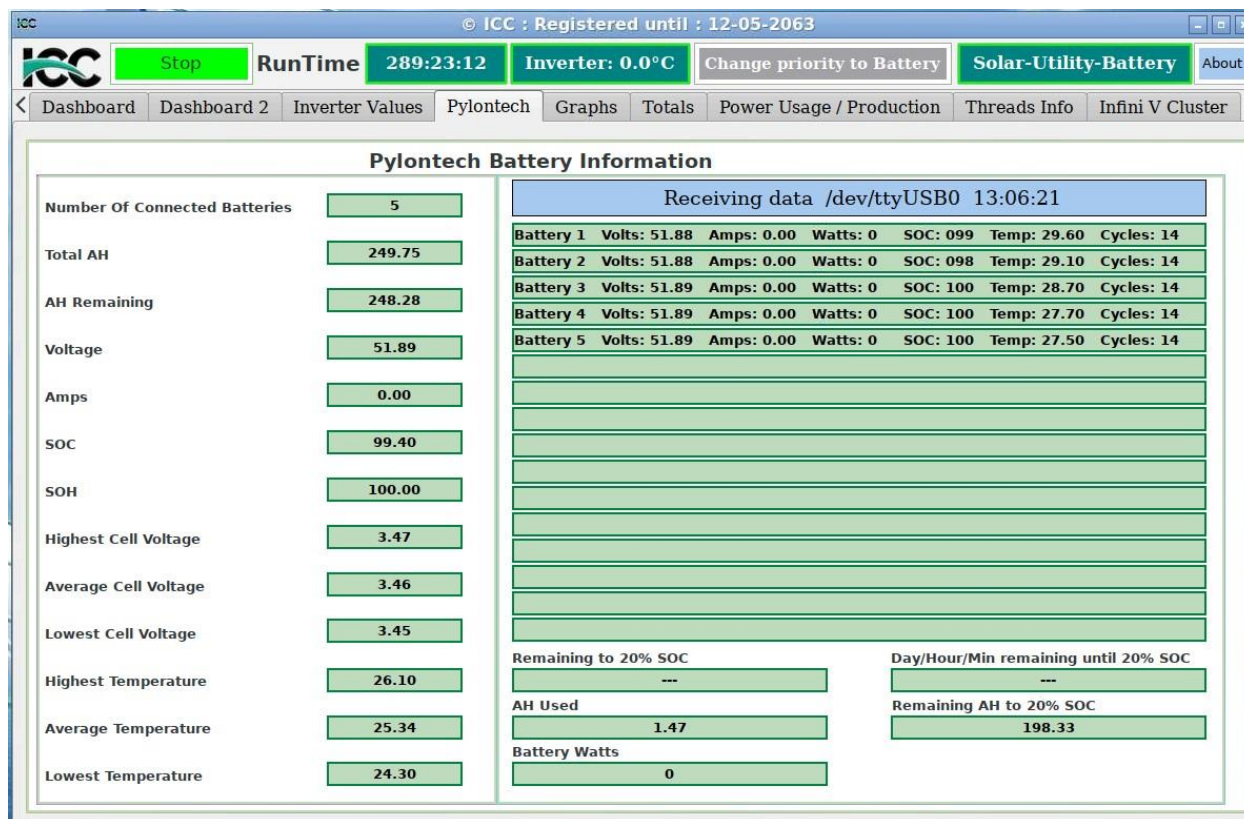 ICC © ICC : Registered until : 12-05-2063
ICC Stop RunTime 289:23:12 Inverter: 0.0°C Change priority to Battery Solar-Utility-Battery About
Dashboard Dashboard 2 Inverter Values Pylontech Graphs Totals Power Usage / Production Threads Info Infini V Cluster
Pylontech Battery Information
Number Of Connected Batteries 5
Total AH 249.75
AH Remaining 248.28
Voltage 51.89
Amps 0.00
SOC 99.40
SOH 100.00
Highest Cell Voltage 3.47
Average Cell Voltage 3.46
Lowest Cell Voltage 3.45
Highest Temperature 26.10
Average Temperature 25.34
Lowest Temperature 24.30
Receiving data /dev/ttyUSB0 13:06:21
Battery 1 Volts: 51.88 Amps: 0.00 Watts: 0 SOC: 099 Temp: 29.60 Cycles: 14
Battery 2 Volts: 51.88 Amps: 0.00 Watts: 0 SOC: 098 Temp: 29.10 Cycles: 14
Battery 3 Volts: 51.89 Amps: 0.00 Watts: 0 SOC: 100 Temp: 28.70 Cycles: 14
Battery 4 Volts: 51.89 Amps: 0.00 Watts: 0 SOC: 100 Temp: 27.70 Cycles: 14
Battery 5 Volts: 51.89 Amps: 0.00 Watts: 0 SOC: 100 Temp: 27.50 Cycles: 14
Remaining to 20% SOC Day/Hour/Min remaining until 20% SOC
--- ---
AH Used Remaining AH to 20% SOC
1.47 198.33
Battery Watts
0